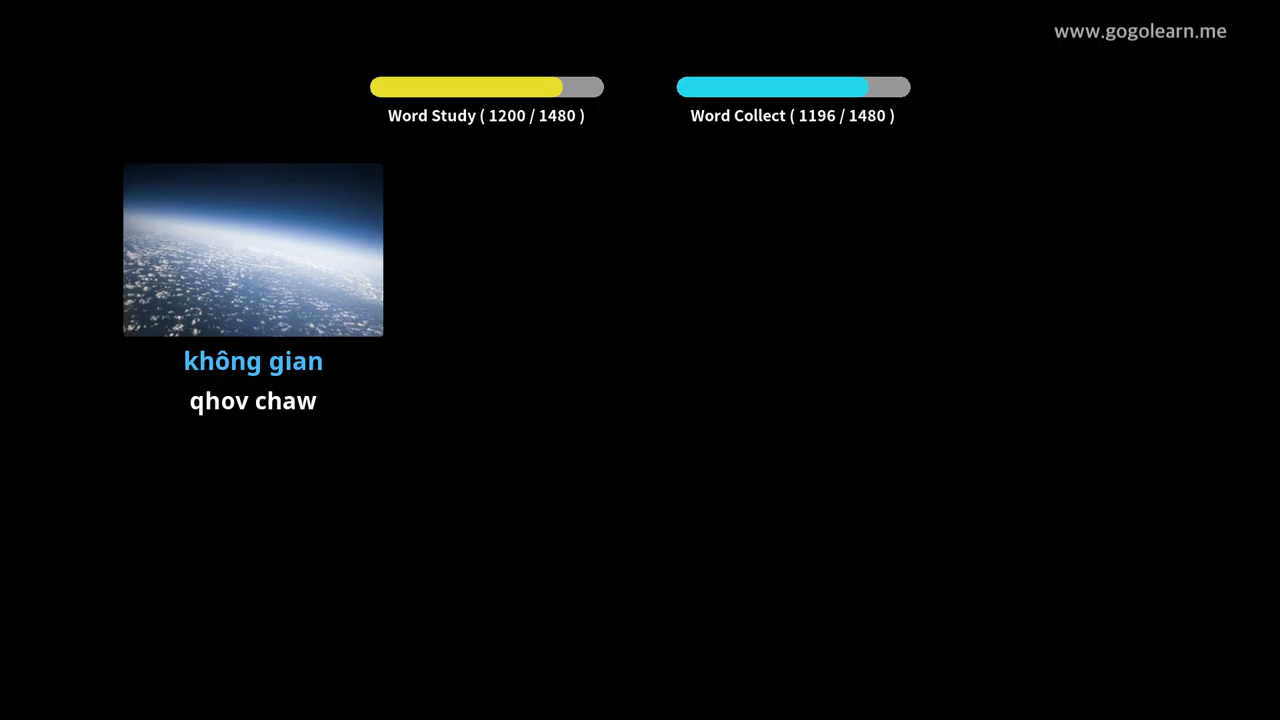 www.gogolearn.me
Word Study ( 1200 / 1480 )
Word Collect ( 1196 / 1480 )
không gian
qhov chaw